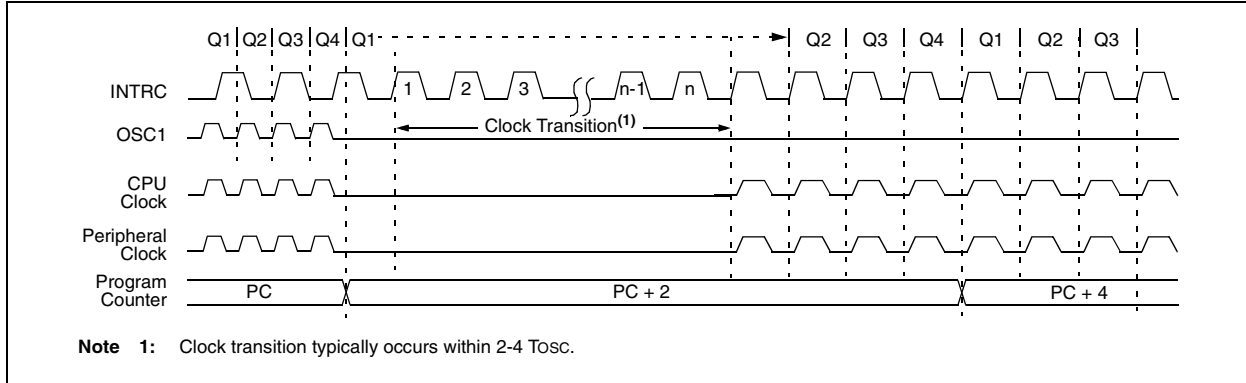 Q1 Q2 Q3 Q4 Q1 Q2 Q3 Q4 Q1 Q2 Q3
INTRC 1 2 3 n-1 n
OSC1 Clock Transition(1)
CPU
Clock
Peripheral
Clock
Program
Counter
PC PC + 2 PC + 4
Note 1: Clock transition typically occurs within 2-4 TOSC.